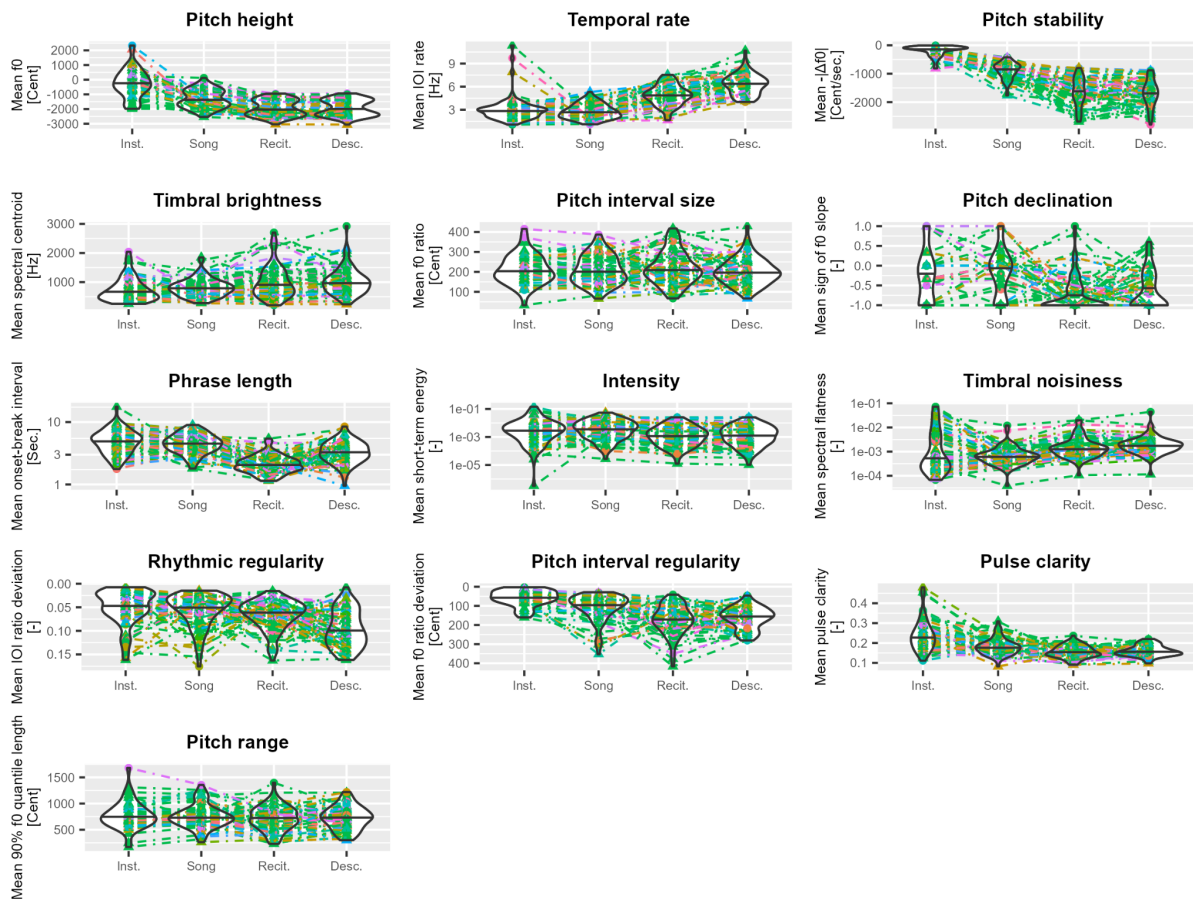 Pitch height
Mean f0
[Cent]
2000
1000
0
-1000
-2000
-3000
Inst. Song Recit. Desc.
Temporal rate
Mean IOI rate
[Hz]
9
6
3
Inst. Song Recit. Desc.
Pitch stability
Mean -|Δf0|
[Cent/sec.]
0
-1000
-2000
Inst. Song Recit. Desc.
Timbral brightness
Mean spectral centroid
[Hz]
3000
2000
1000
Inst. Song Recit. Desc.
Pitch interval size
Mean f0 ratio
[Cent]
400
300
200
100
Inst. Song Recit. Desc.
Pitch declination
Mean sign of f0 slope
[-]
1.0
0.5
0.0
-0.5
-1.0
Inst. Song Recit. Desc.
Phrase length
Mean onset-break interval
[Sec.]
10
3
1
Inst. Song Recit. Desc.
Intensity
Mean short-term energy
[-]
1e-01
1e-03
1e-05
Inst. Song Recit. Desc.
Timbral noisiness
Mean spectral flatness
[-]
1e-01
1e-02
1e-03
1e-04
Inst. Song Recit. Desc.
Rhythmic regularity
Mean IOI ratio deviation
[-]
0.00
0.05
0.10
0.15
Inst. Song Recit. Desc.
Pitch interval regularity
Mean f0 ratio deviation
[Cent]
0
100
200
300
400
Inst. Song Recit. Desc.
Pulse clarity
Mean pulse clarity
[-]
0.4
0.3
0.2
0.1
Inst. Song Recit. Desc.
Pitch range
Mean 90% f0 quantile length
[Cent]
1500
1000
500
Inst. Song Recit. Desc.